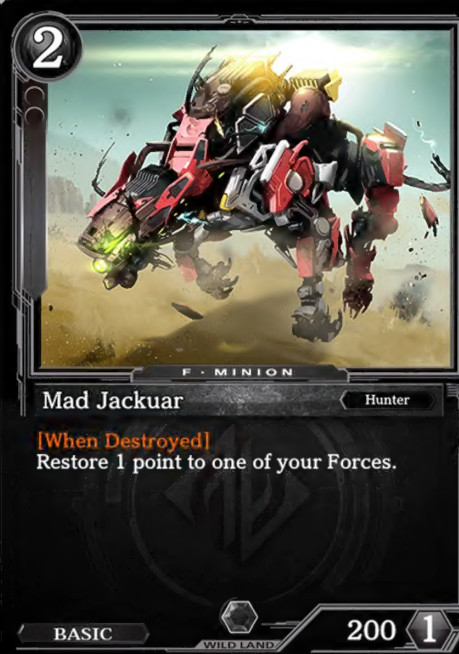 2
F · MINION
Mad Jackuar
Hunter
[When Destroyed]
Restore 1 point to one of your Forces.
BASIC
WILD LAND
200
1